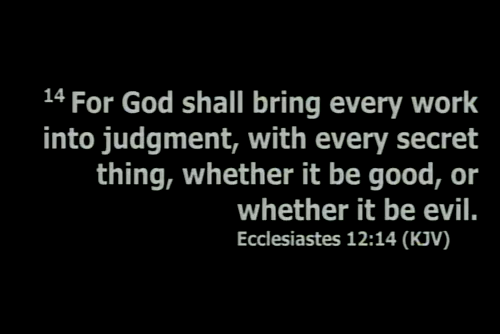 14 For God shall bring every work
into judgment, with every secret
thing, whether it be good, or
whether it be evil.
Ecclesiastes 12:14 (KJV)